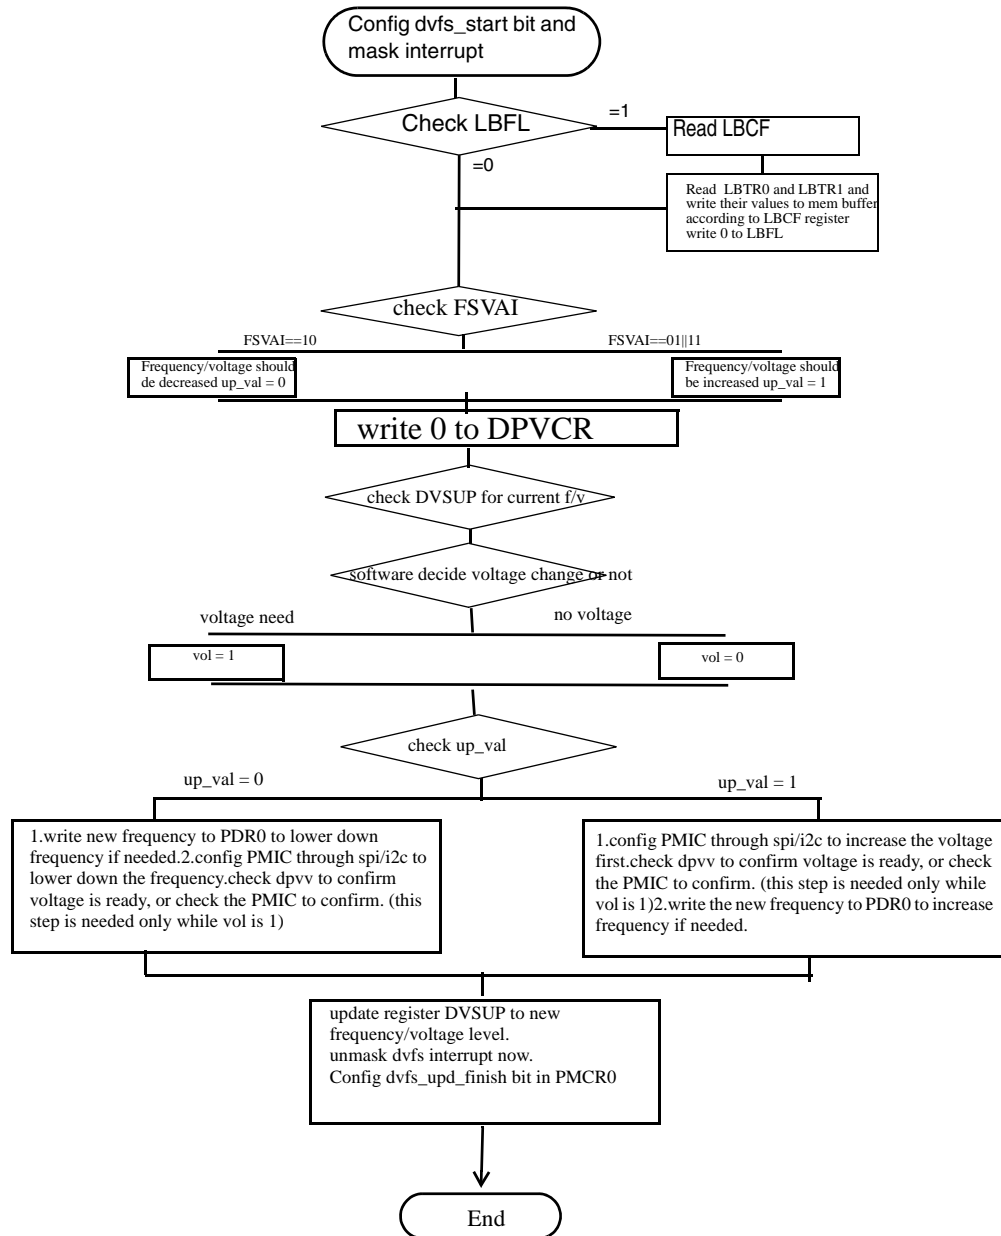 Config dvfs_start bit and
mask interrupt
Check LBFL
=1
Read LBCF
=0
Read LBTR0 and LBTR1 and
write their values to mem buffer
according to LBCF register
write 0 to LBFL
check FSVAI
FSVAI==10
FSVAI==01||11
Frequency/voltage should
de decreased up_val = 0
Frequency/voltage should
be increased up_val = 1
write 0 to DPVCR
check DVSUP for current f/v
software decide voltage change or not
voltage need
no voltage
vol = 1
vol = 0
check up_val
up_val = 0
up_val = 1
1.write new frequency to PDR0 to lower down
frequency if needed.2.config PMIC through spi/i2c to
lower down the frequency.check dpvv to confirm
voltage is ready, or check the PMIC to confirm. (this
step is needed only while vol is 1)
1.config PMIC through spi/i2c to increase the voltage
first.check dpvv to confirm voltage is ready, or check
the PMIC to confirm. (this step is needed only while
vol is 1)2.write the new frequency to PDR0 to increase
frequency if needed.
update register DVSUP to new
frequency/voltage level.
unmask dvfs interrupt now.
Config dvfs_upd_finish bit in PMCR0
End